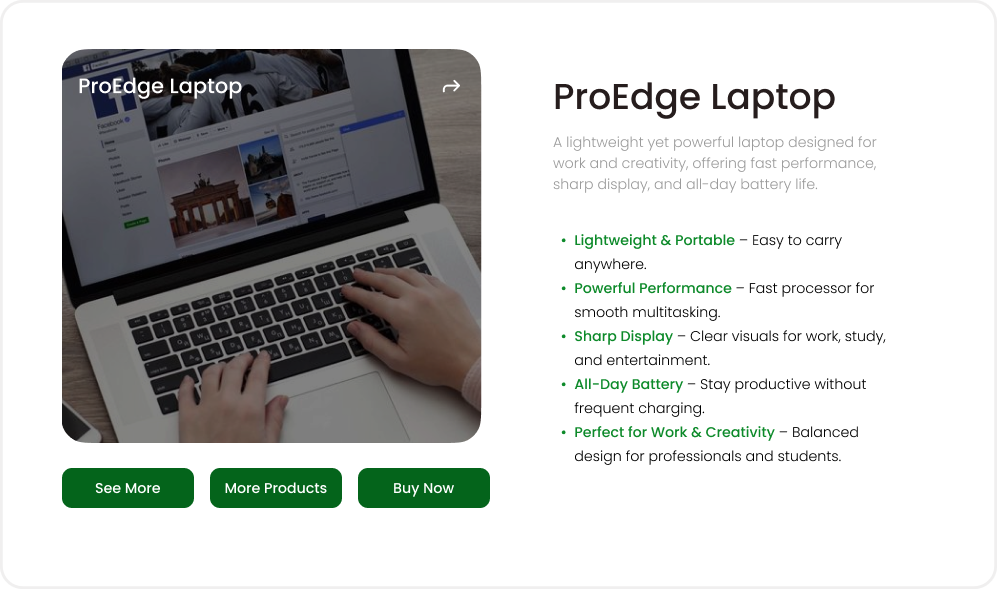 ProEdge Laptop
ProEdge Laptop
A lightweight yet powerful laptop designed for
work and creativity, offering fast performance,
sharp display, and all-day battery life.
• Lightweight & Portable – Easy to carry
anywhere.
• Powerful Performance – Fast processor for
smooth multitasking.
• Sharp Display – Clear visuals for work, study,
and entertainment.
• All-Day Battery – Stay productive without
frequent charging.
• Perfect for Work & Creativity – Balanced
design for professionals and students.
See More
More Products
Buy Now
Facebook
Photos
16